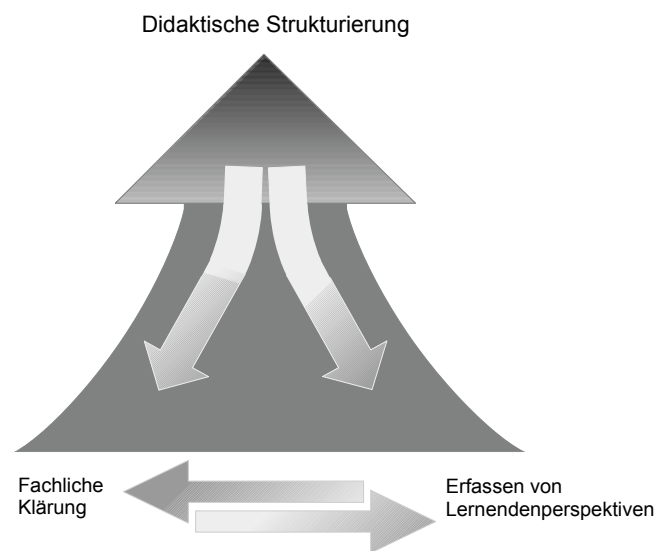 Didaktische Strukturierung
Fachliche
Klärung
Erfassen von
Lernendenperspektiven